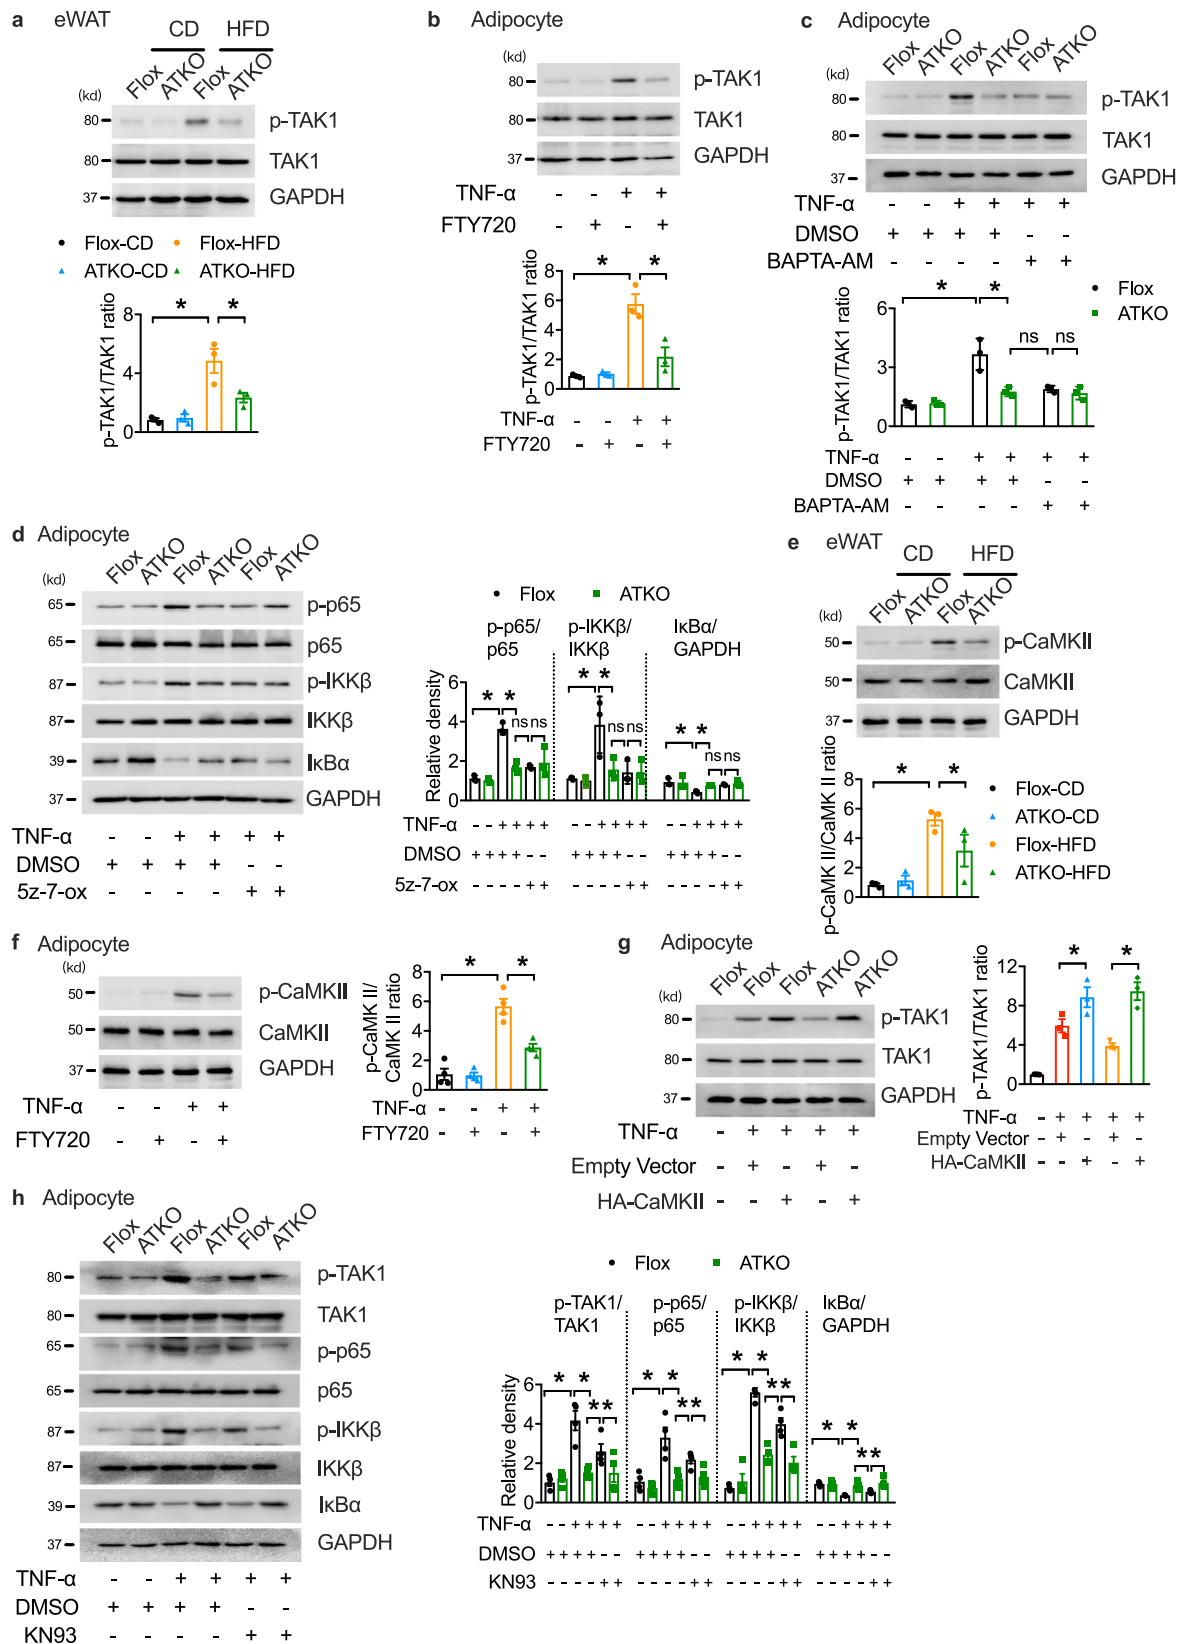 a eWAT
CD HFD
Flox ATKO Flox ATKO
(kd)
80 p-TAK1
80 TAK1
37 GAPDH
Flox-CD Flox-HFD
ATKO-CD ATKO-HFD
p-TAK1/TAK1 ratio
8
4
0
* *
b Adipocyte
(kd)
80 p-TAK1
80 TAK1
37 GAPDH
TNF-α - - + +
FTY720 - + - +
p-TAK1/TAK1 ratio
8
6
4
2
0
* *
TNF-α - - + +
FTY720 - + - +
c Adipocyte
Flox ATKO Flox ATKO Flox ATKO
(kd)
80 p-TAK1
80 TAK1
37 GAPDH
TNF-α - - + + + +
DMSO + + + + - -
BAPTA-AM - - - - + +
Flox
ATKO
p-TAK1/TAK1 ratio
6
3
0
* * ns ns
TNF-α - - + + + +
DMSO + + + + - -
BAPTA-AM - - - - + +
d Adipocyte
Flox ATKO Flox ATKO Flox ATKO
(kd)
65 p-p65
65 p65
87 p-IKKβ
87 IKKβ
39 IκBα
37 GAPDH
TNF-α - - + + + +
DMSO + + + + - -
5z-7-ox - - - - + +
Flox ATKO
p-p65/ p-IKKβ/ IκBα/
p65 IKKβ GAPDH
Relative density
6
4
2
0
* * ns ns * * ns ns * * ns ns
TNF-α - - + + + + - - + + + + - - + + + +
DMSO + + + + - - + + + + - - + + + + - -
5z-7-ox - - - - + + - - - - + + - - - - + +
e eWAT
CD HFD
Flox ATKO Flox ATKO
(kd)
50 p-CaMKII
50 CaMKII
37 GAPDH
p-CaMK II/CaMK II ratio
8
6
4
2
0
* *
Flox-CD
ATKO-CD
Flox-HFD
ATKO-HFD
f Adipocyte
(kd)
50 p-CaMKII
50 CaMKII
37 GAPDH
TNF-α - - + +
FTY720 - + - +
p-CaMK II/
CaMK II ratio
8
6
4
2
0
* *
TNF-α - - + +
FTY720 - + - +
g Adipocyte
Flox Flox Flox ATKO ATKO
(kd)
80 p-TAK1
80 TAK1
37 GAPDH
TNF-α - + + + +
Empty Vector - + - + -
HA-CaMKII - - + - +
p-TAK1/TAK1 ratio
12
8
4
0
* *
TNF-α - + + + +
Empty Vector - + - + -
HA-CaMKII - - + - +
h Adipocyte
Flox ATKO Flox ATKO Flox ATKO
(kd)
80 p-TAK1
80 TAK1
65 p-p65
65 p65
87 p-IKKβ
87 IKKβ
39 IκBα
37 GAPDH
TNF-α - - + + + +
DMSO + + + + - -
KN93 - - - - + +
Flox ATKO
p-TAK1/ p-p65/ p-IKKβ/ IκBα/
TAK1 p65 IKKβ GAPDH
Relative density
6
4
2
0
* * ** * * ** * * ** * * **
TNF-α - - + + + + - - + + + + - - + + + + - - + + + +
DMSO + + + + - - + + + + - - + + + + - - + + + + - -
KN93 - - - - + + - - - - + + - - - - + + - - - - + +